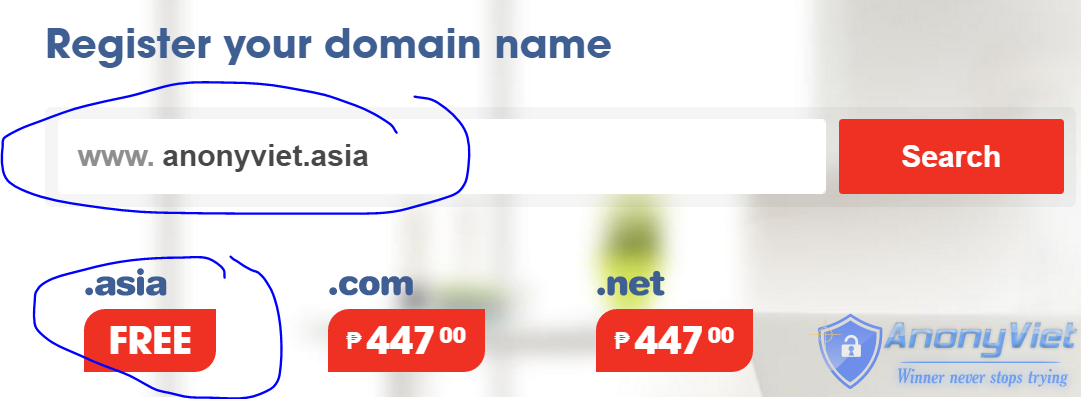 Register your domain name
www. anonyviet.asia
Search
.asia
.com
.net
FREE
₱ 447 00
₱ 447 00
AnonyViet
Winner never stops trying